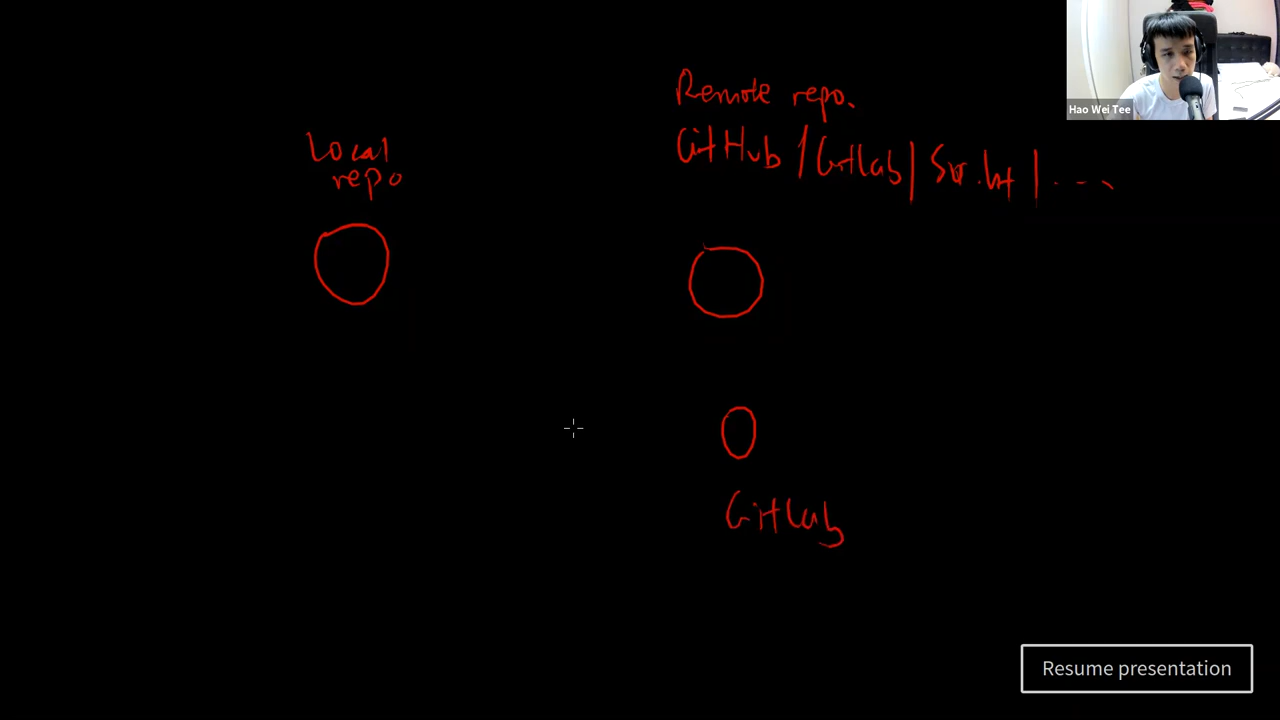 Hao Wei Tee
Remote repo.
GitHub / GitLab | Sr.ht | ....
Local
repo
GitLab
Resume presentation